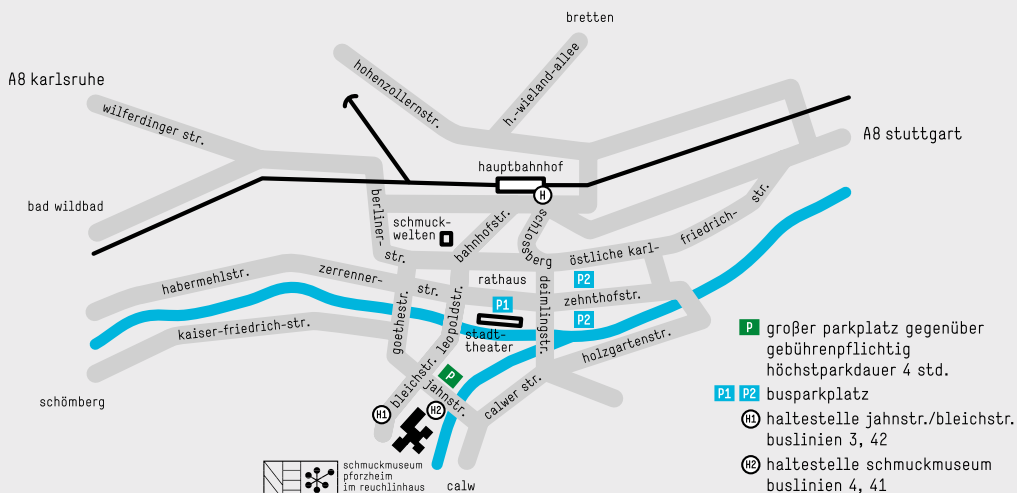 bretten
A8 karlsruhe
hohenzollernstr.
h.-wieland-allee
wilferdinger str.
A8 stuttgart
hauptbahnhof
H
bad wildbad
berliner-
str.
schmuck-
welten
bahnhofstr.
schloss
berg
östliche karl-
friedrich-
str.
habermehlstr.
zerrenner-
str.
rathaus
P1
P2
zehnthofstr.
P2
deimlingstr.
kaiser-friedrich-str.
goethestr.
leopoldstr.
stadt-
theater
holzgartenstr.
bleichstr.
P
jahnstr.
calwer str.
H1
H2
schömberg
schmuckmuseum
pforzheim
im reuchlinhaus
calw
P großer parkplatz gegenüber
gebührenpflichtig
höchstparkdauer 4 std.
P1 P2 busparkplatz
H1 haltestelle jahnstr./bleichstr.
buslinien 3, 42
H2 haltestelle schmuckmuseum
buslinien 4, 41